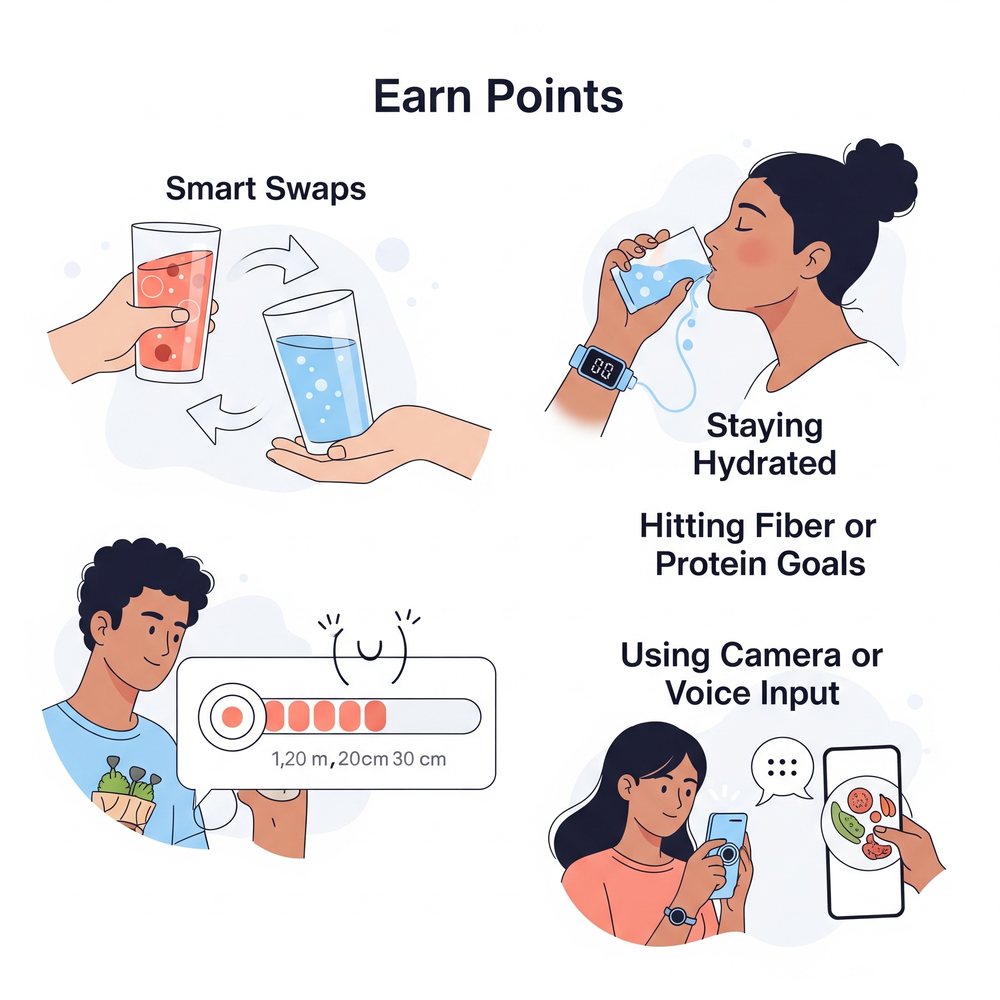 Earn Points
Smart Swaps
00
Staying
Hydrated
Hitting Fiber or
Protein Goals
1,20 m, 20cm 30 cm
Using Camera or
Voice Input